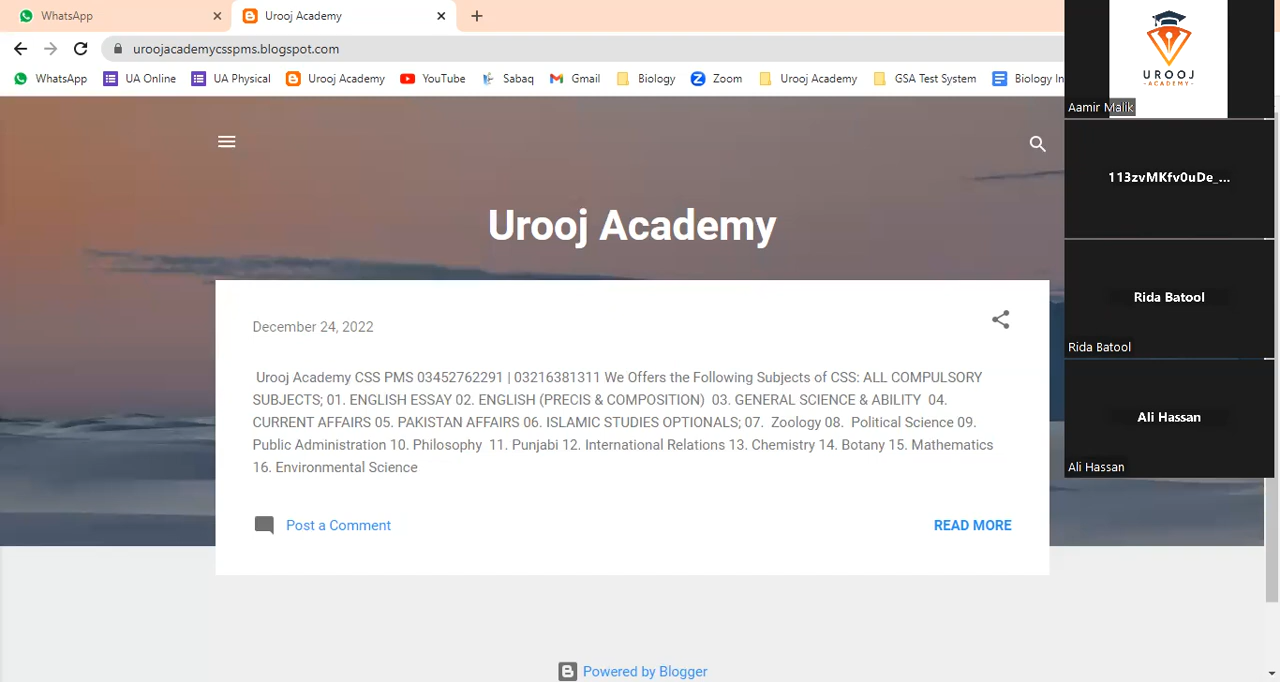 WhatsApp
Urooj Academy
uroojacademycsspms.blogspot.com
WhatsApp UA Online UA Physical Urooj Academy YouTube Sabaq Gmail Biology Zoom Urooj Academy GSA Test System Biology In
Urooj Academy
December 24, 2022
Urooj Academy CSS PMS 03452762291 | 03216381311 We Offers the Following Subjects of CSS: ALL COMPULSORY
SUBJECTS; 01. ENGLISH ESSAY 02. ENGLISH (PRECIS & COMPOSITION) 03. GENERAL SCIENCE & ABILITY 04.
CURRENT AFFAIRS 05. PAKISTAN AFFAIRS 06. ISLAMIC STUDIES OPTIONALS; 07. Zoology 08. Political Science 09.
Public Administration 10. Philosophy 11. Punjabi 12. International Relations 13. Chemistry 14. Botany 15. Mathematics
16. Environmental Science
Post a Comment
READ MORE
Powered by Blogger
UROOJ
-ACADEMY-
Aamir Malik
113zvMKfv0uDe_...
Rida Batool
Rida Batool
Ali Hassan
Ali Hassan